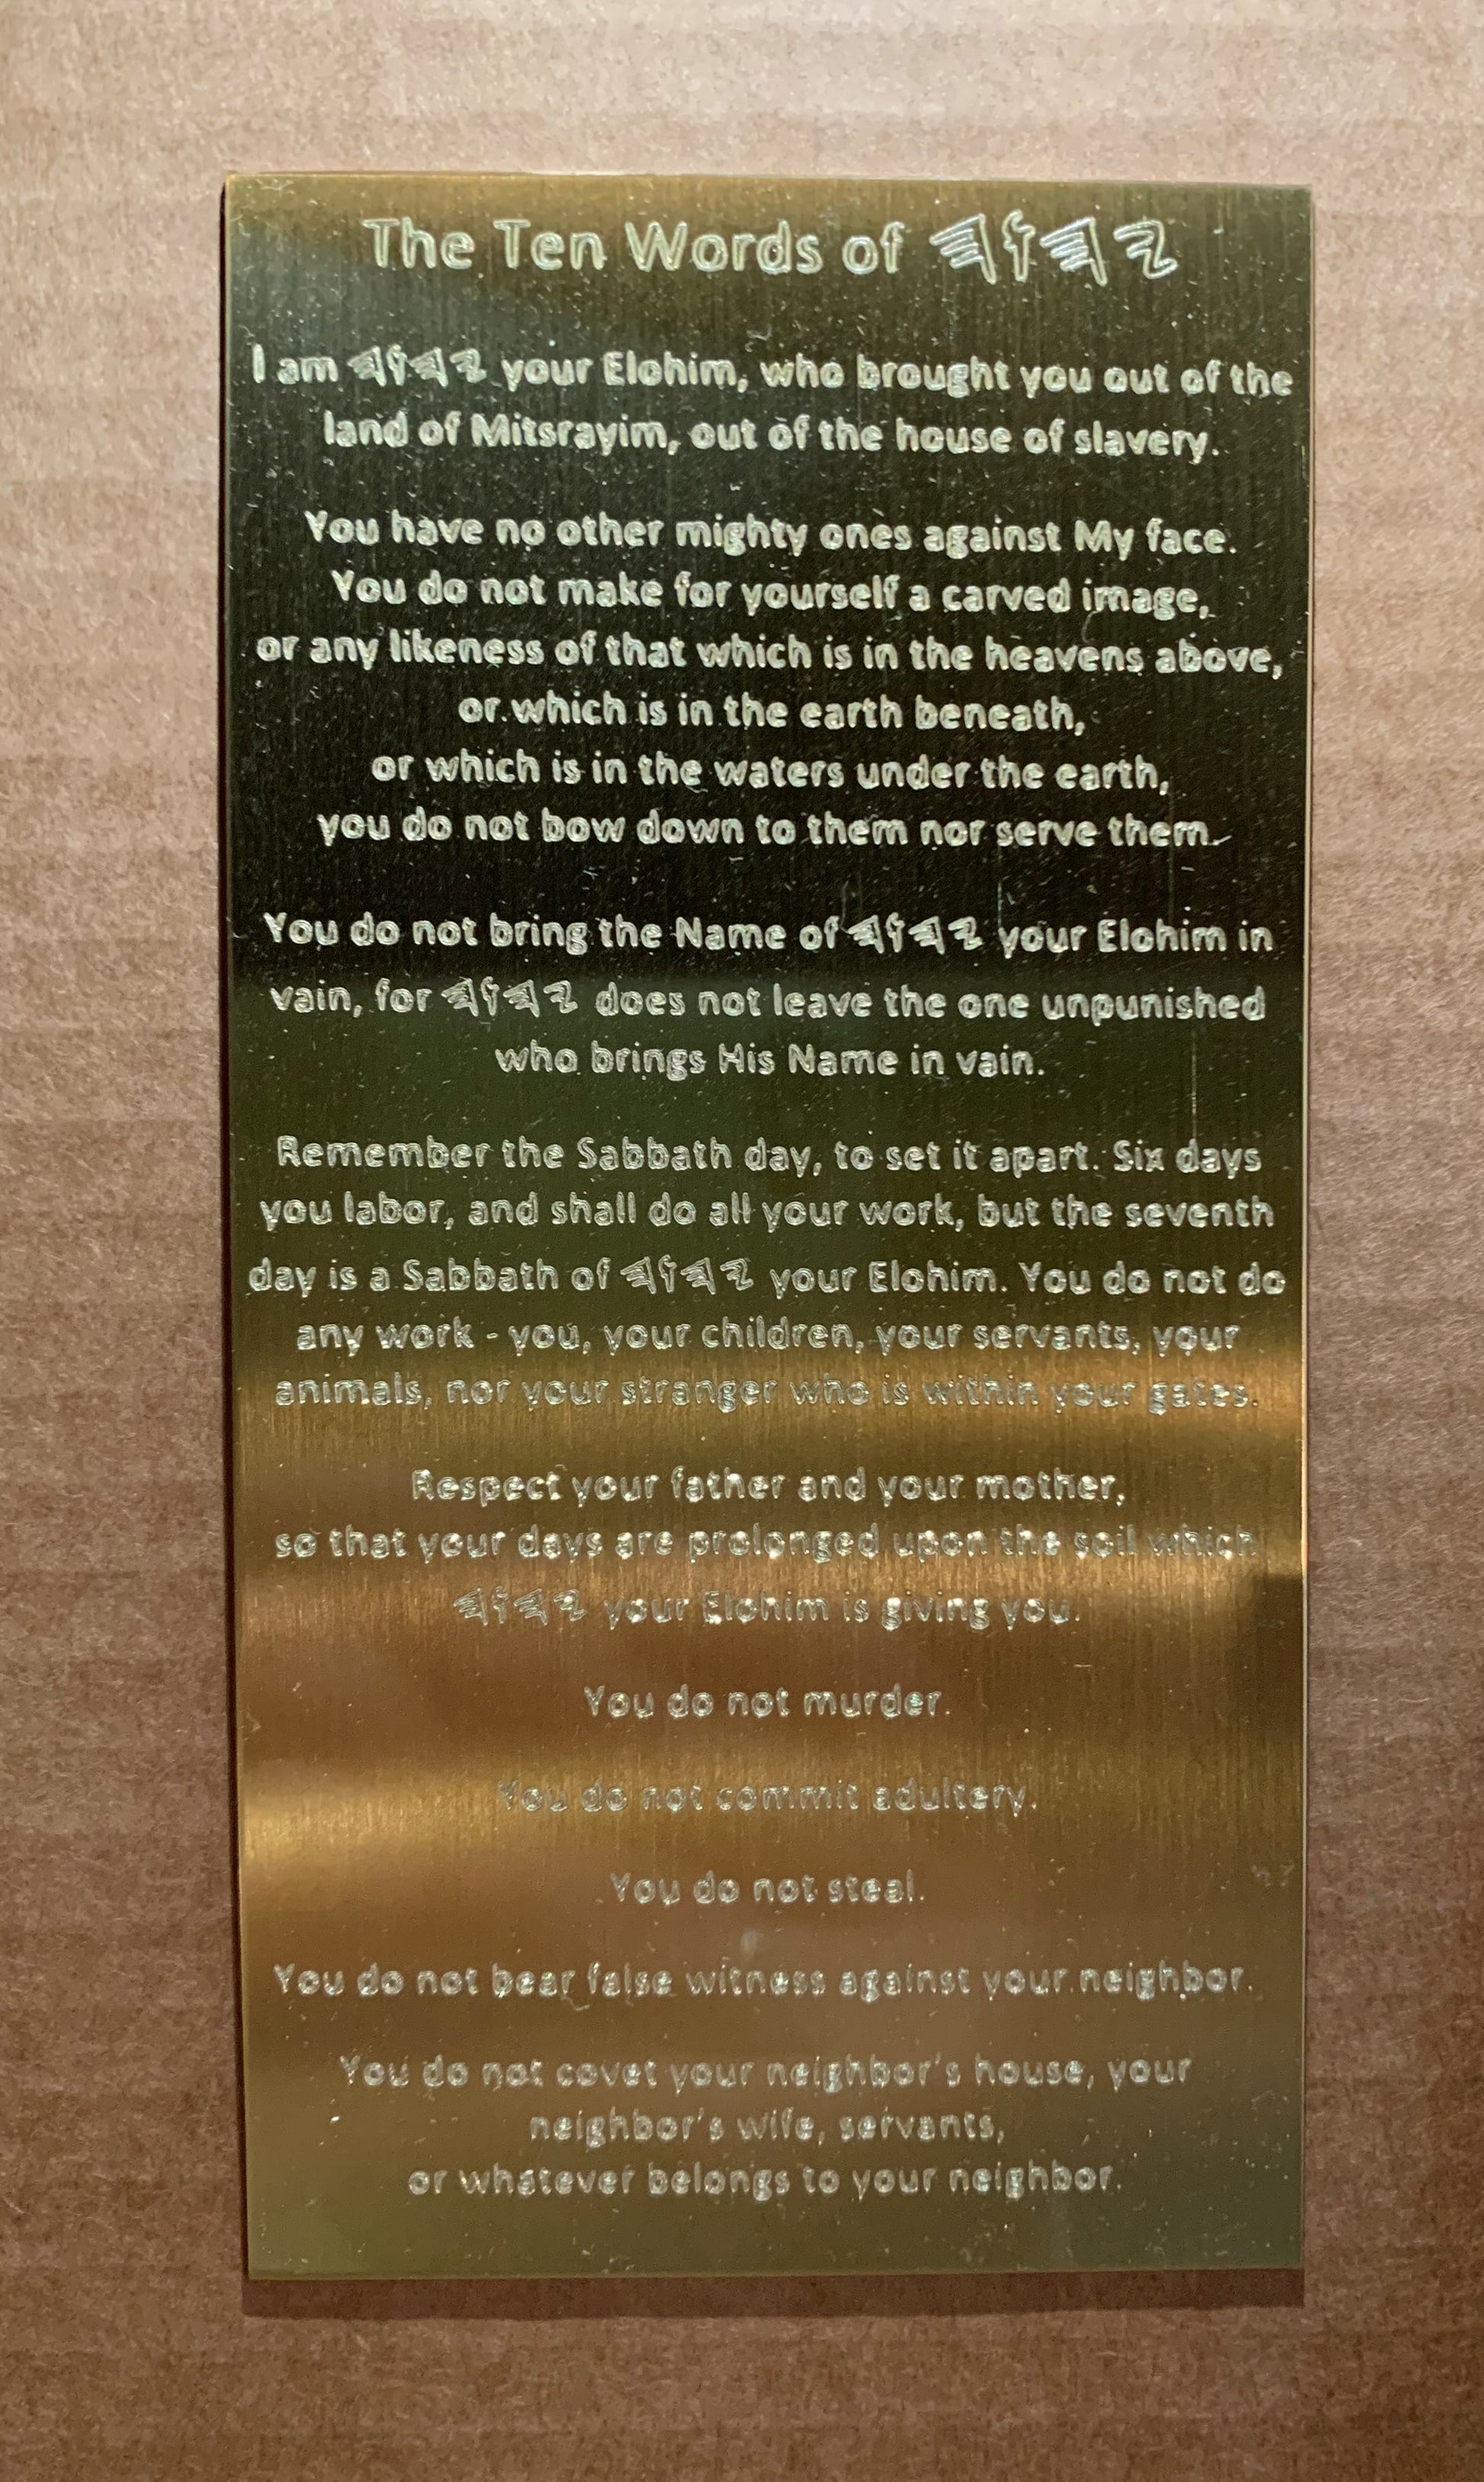 The Ten Words of 𐤉𐤄𐤅𐤄
I am 𐤉𐤄𐤅𐤄 your Elohim, who brought you out of the
land of Mitsrayim, out of the house of slavery.
You have no other mighty ones against My face.
You do not make for yourself a carved image,
or any likeness of that which is in the heavens above,
or which is in the earth beneath,
or which is in the waters under the earth,
you do not bow down to them nor serve them.
You do not bring the Name of 𐤉𐤄𐤅𐤄 your Elohim in
vain, for 𐤉𐤄𐤅𐤄 does not leave the one unpunished
who brings His Name in vain.
Remember the Sabbath day, to set it apart. Six days
you labor, and shall do all your work, but the seventh
day is a Sabbath of 𐤉𐤄𐤅𐤄 your Elohim. You do not do
any work - you, your children, your servants, your
animals, nor your stranger who is within your gates.
Respect your father and your mother,
so that your days are prolonged upon the soil which
𐤉𐤄𐤅𐤄 your Elohim is giving you.
You do not murder.
You do not commit adultery.
You do not steal.
You do not bear false witness against your neighbor.
You do not covet your neighbor's house, your
neighbor's wife, servants,
or whatever belongs to your neighbor.